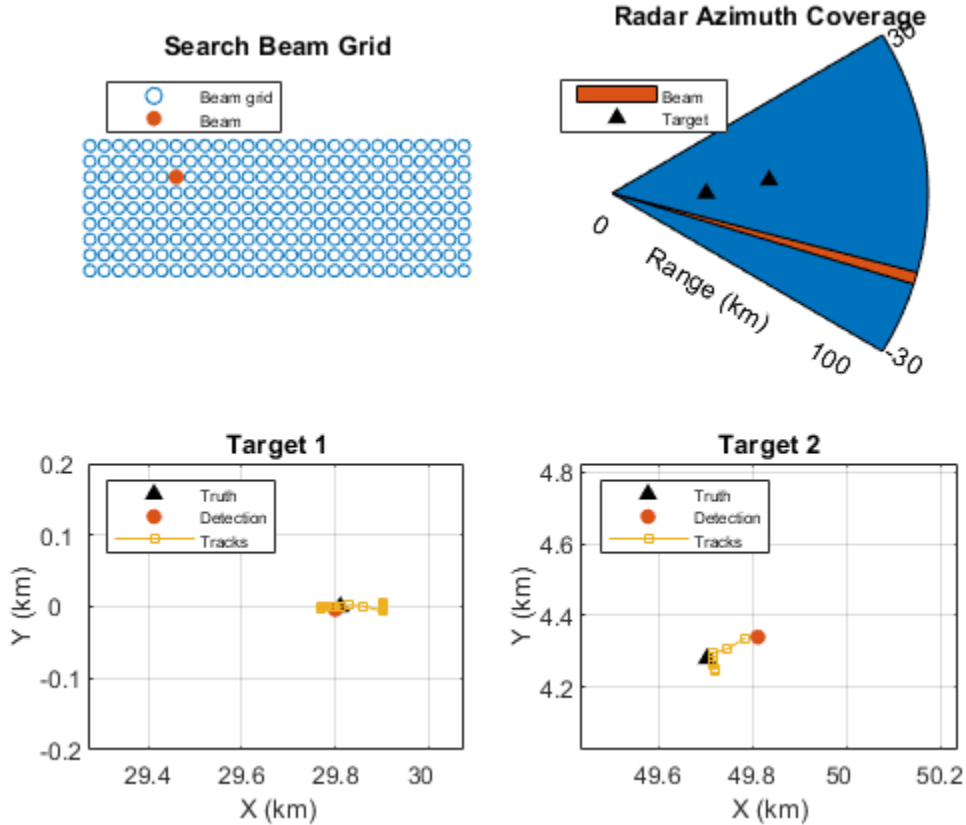 Search Beam Grid
Beam grid
Beam
Radar Azimuth Coverage
Beam
Target
30
0
Range (km)
100
-30
Target 1
Truth
Detection
Tracks
0.2
0.1
0
-0.1
-0.2
Y (km)
29.4
29.6
29.8
30
X (km)
Target 2
Truth
Detection
Tracks
4.8
4.6
4.4
4.2
Y (km)
49.6
49.8
50
50.2
X (km)